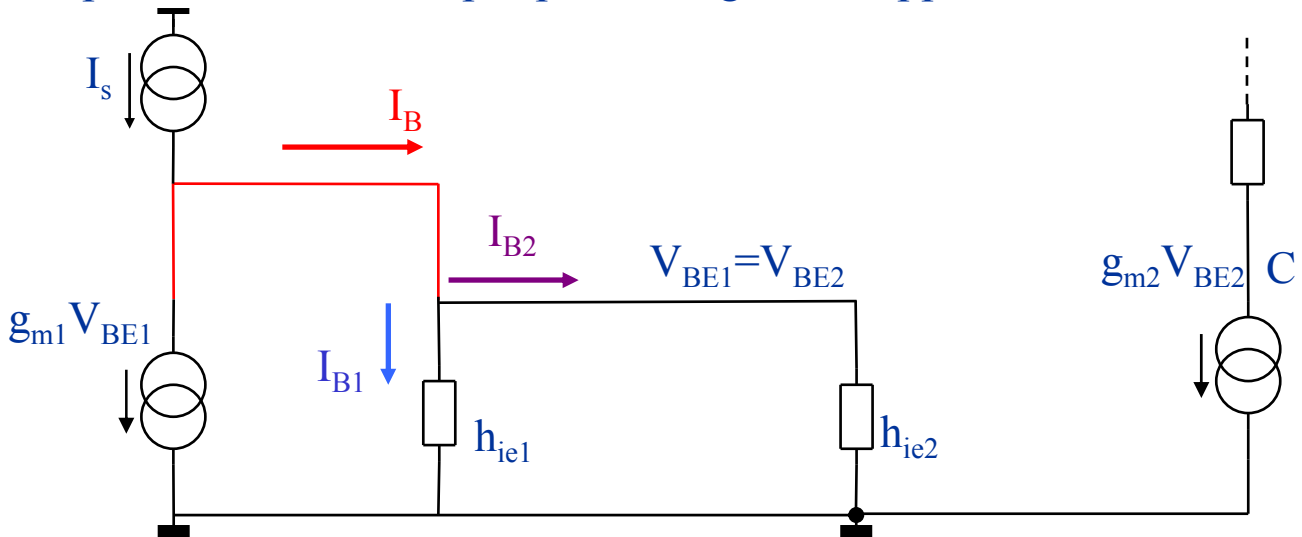 I_s
I_B
I_B2
V_BE1=V_BE2
g_m2V_BE2
C
g_m1V_BE1
I_B1
h_ie1
h_ie2